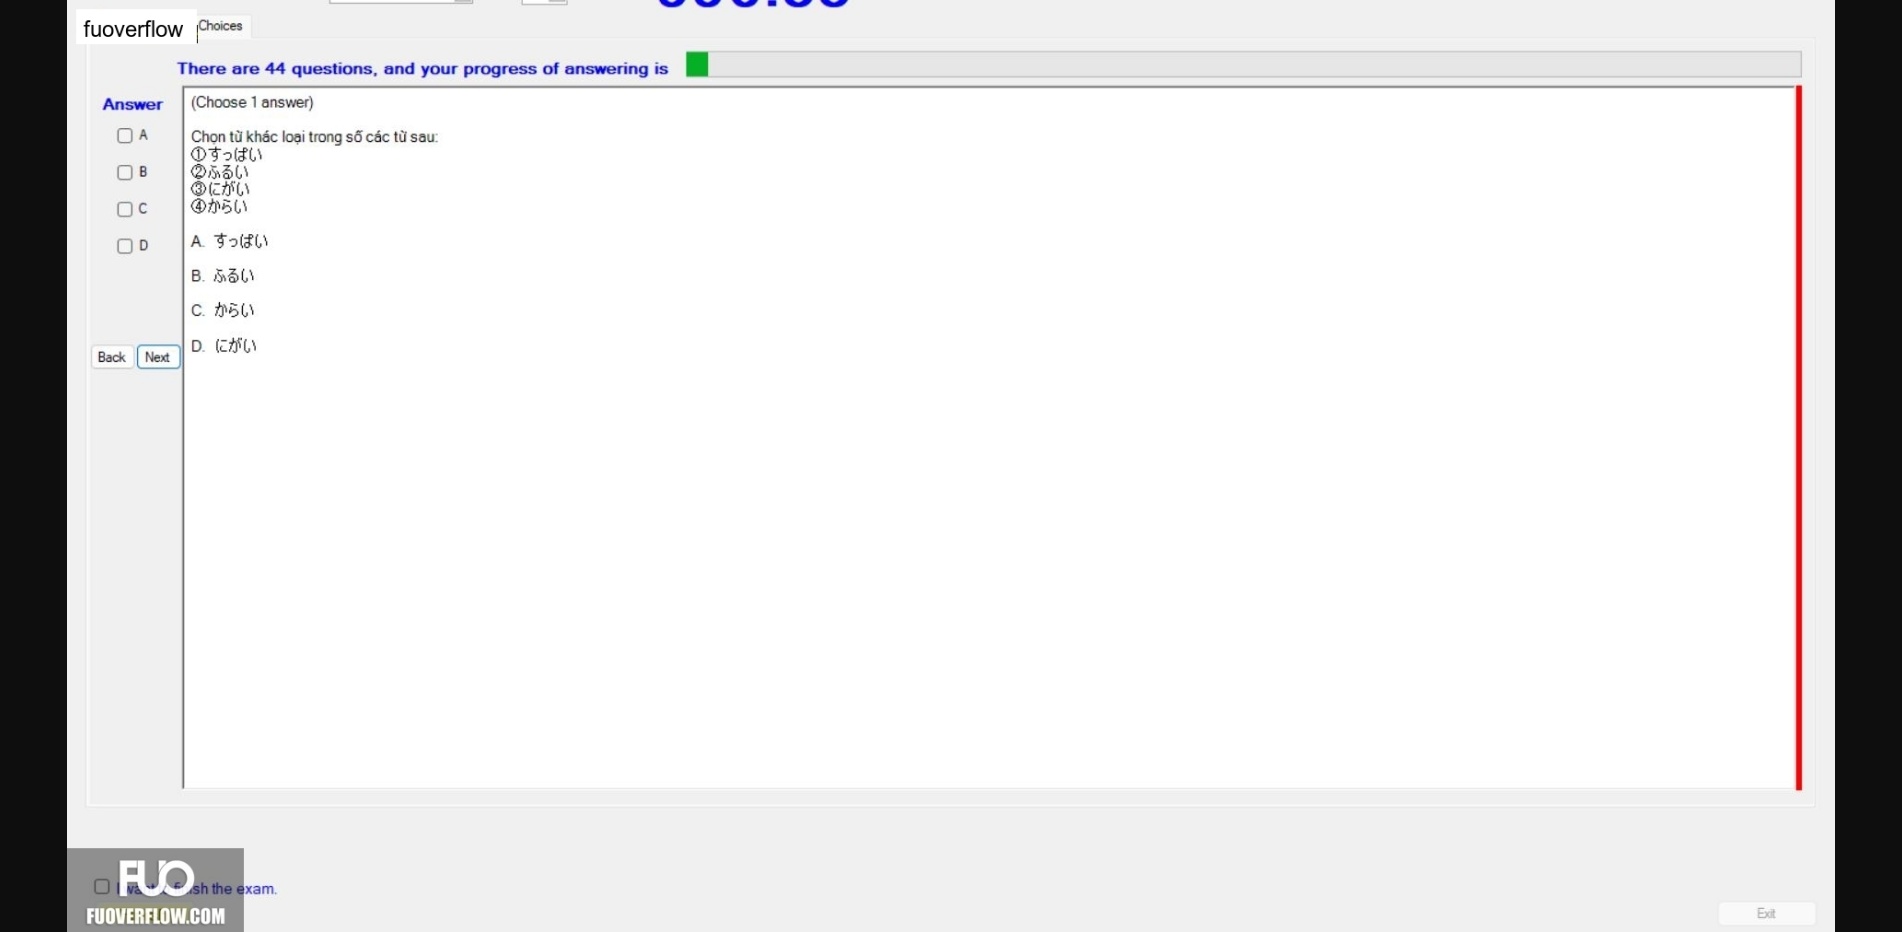 fuoverflow
Choices
There are 44 questions, and your progress of answering is
Answer
(Choose 1 answer)
A
Chọn từ khác loại trong số các từ sau:
①すっぱい
B
②ふるい
③にがい
C
④からい
D
A. すっぱい
B. ふるい
C. からい
D. にがい
Back
Next
FUO
I want finish the exam.
FUOVERFLOW.COM
Exit